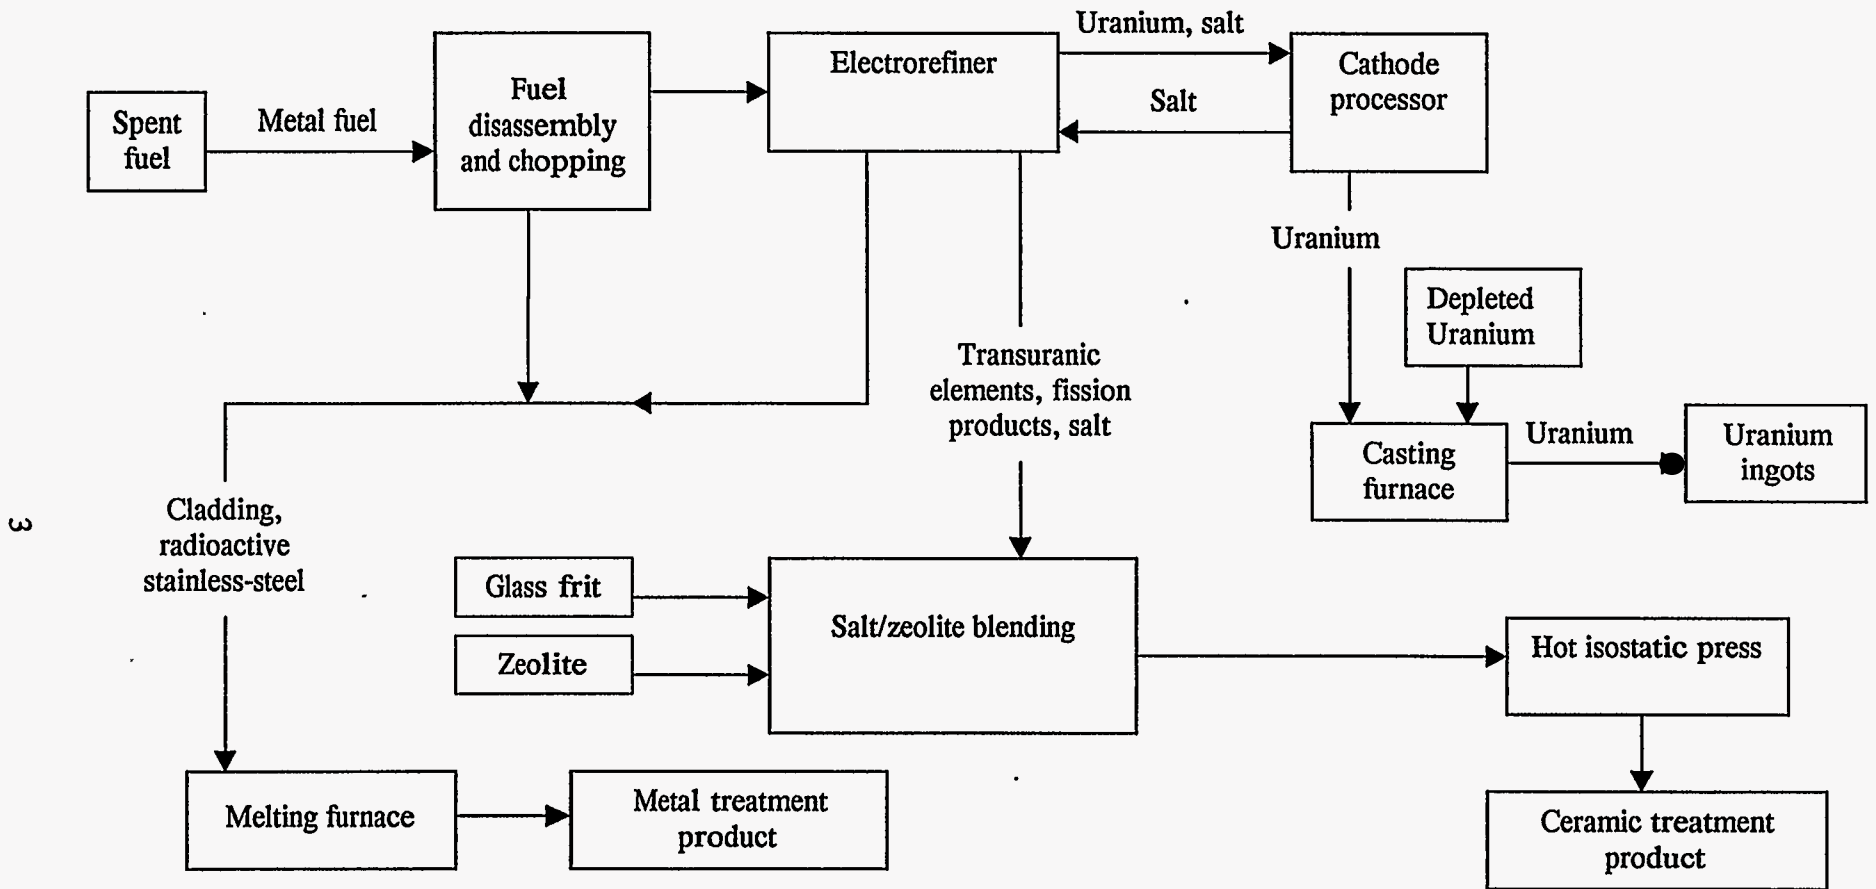 Uranium, salt
Electrorefiner
Cathode
processor
Fuel
disassembly
and chopping
Salt
Spent
fuel
Metal fuel
Uranium
Depleted
Uranium
Transuranic
elements, fission
products, salt
Casting
furnace
Uranium
Uranium
ingots
Cladding,
radioactive
stainless-steel
3
Glass frit
Zeolite
Salt/zeolite blending
Hot isostatic press
Melting furnace
Metal treatment
product
Ceramic treatment
product